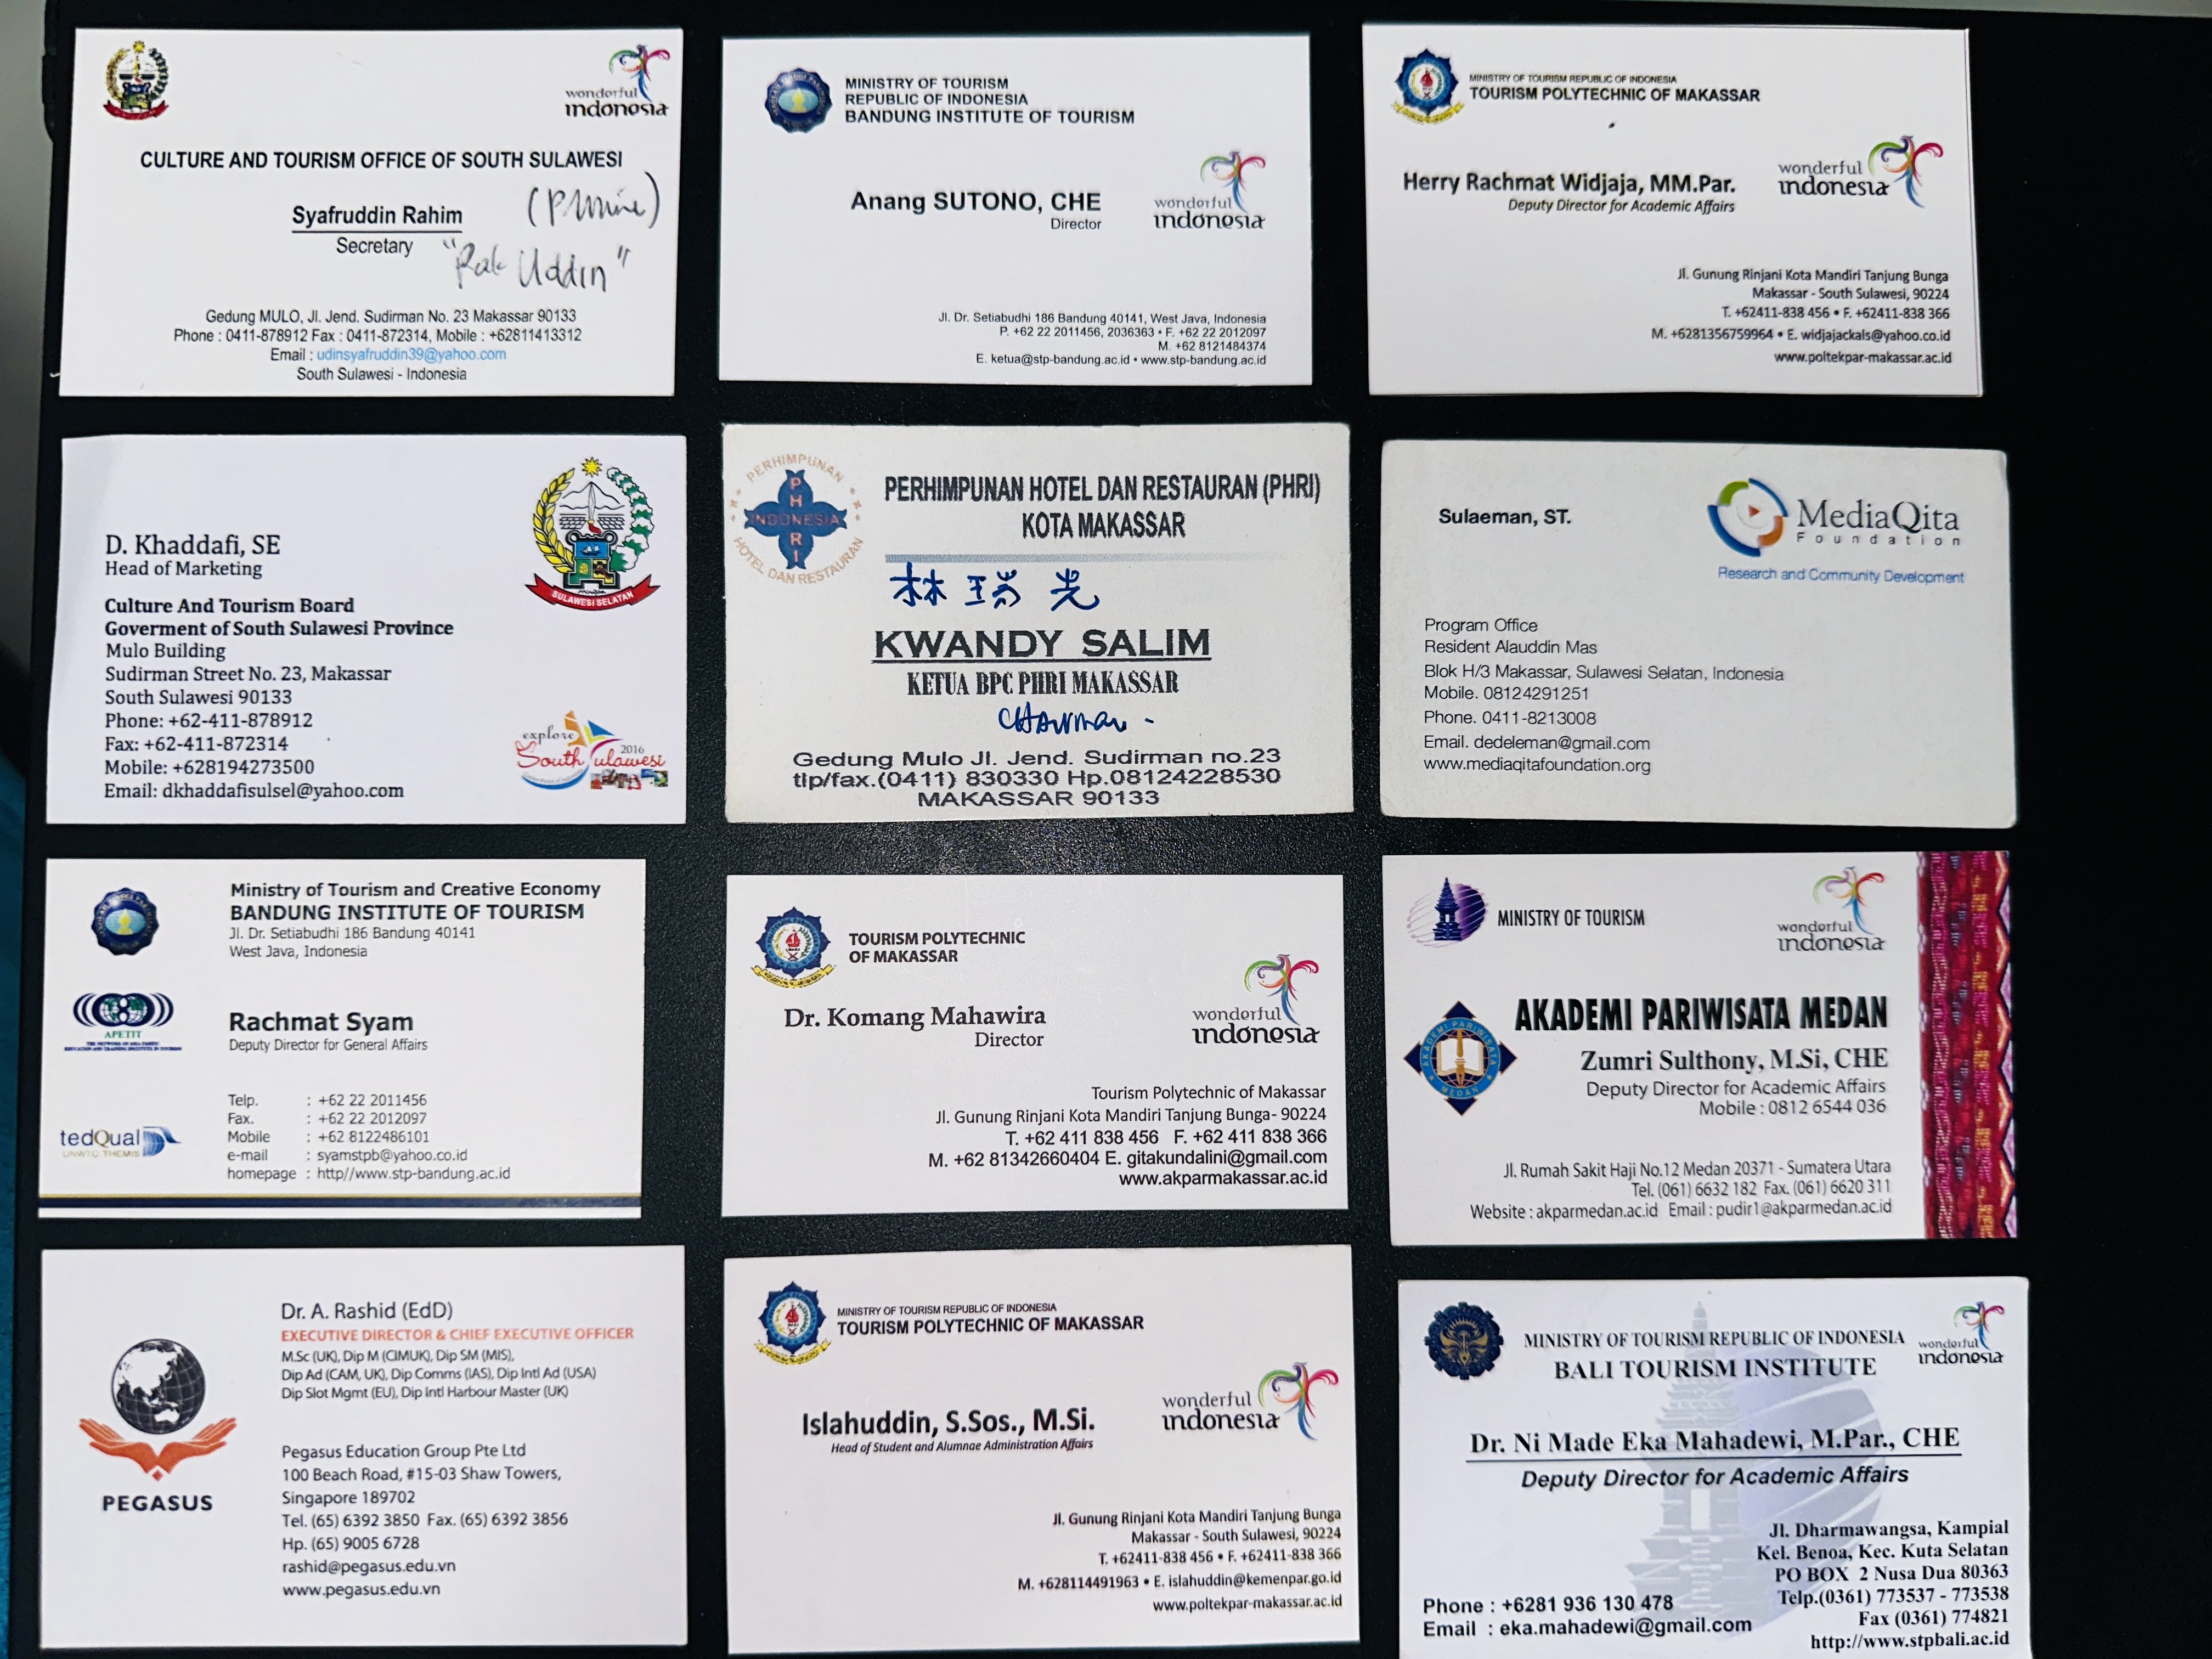 wonderful
indonesia
CULTURE AND TOURISM OFFICE OF SOUTH SULAWESI
Syafruddin Rahim
Secretary
Uddin"
Gedung MULO, Jl. Jend. Sudirman No. 23 Makassar 90133
Phone : 0411-878912 Fax : 0411-872314, Mobile : +62811413312
Email : udinsyafruddin39@yahoo.com
South Sulawesi - Indonesia
MINISTRY OF TOURISM
REPUBLIC OF INDONESIA
BANDUNG INSTITUTE OF TOURISM
Anang SUTONO, CHE
Director
wonderful
indonesia
Jl. Dr. Setiabudhi 186 Bandung 40141, West Java, Indonesia
P. +62 22 2011456, 2036363 • F. +62 22 2012097
M. +62 8121484374
E. ketua@stp-bandung.ac.id • www.stp-bandung.ac.id
MINISTRY OF TOURISM REPUBLIC OF INDONESIA
TOURISM POLYTECHNIC OF MAKASSAR
Herry Rachmat Widjaja, MM.Par.
Deputy Director for Academic Affairs
wonderful
indonesia
Jl. Gunung Rinjani Kota Mandiri Tanjung Bunga
Makassar - South Sulawesi, 90224
T. +62411-838 456 • F. +62411-838 366
M. +6281356759964 • E. widjajackals@yahoo.co.id
www.poltekpar-makassar.ac.id
D. Khaddafi, SE
Head of Marketing
SULAWESI SELATAN
Culture And Tourism Board
Goverment of South Sulawesi Province
Mulo Building
Sudirman Street No. 23, Makassar
South Sulawesi 90133
Phone: +62-411-878912
Fax: +62-411-872314
Mobile: +628194273500
Email: dkhaddafisulsel@yahoo.com
explore
2016
South Sulawesi
PERHIMPUNAN
PHRI
INDONESIA
HOTEL DAN RESTAURAN
PERHIMPUNAN HOTEL DAN RESTAURAN (PHRI)
KOTA MAKASSAR
林瑞光
KWANDY SALIM
KETUA BPC PHRI MAKASSAR
Chairman -
Gedung Mulo Jl. Jend. Sudirman no.23
tlp/fax.(0411) 830330 Hp.08124228530
MAKASSAR 90133
Sulaeman, ST.
MediaQita
Foundation
Research and Community Development
Program Office
Resident Alauddin Mas
Blok H/3 Makassar, Sulawesi Selatan, Indonesia
Mobile. 08124291251
Phone. 0411-8213008
Email. dedeleman@gmail.com
www.mediaqitafoundation.org
Ministry of Tourism and Creative Economy
BANDUNG INSTITUTE OF TOURISM
Jl. Dr. Setiabudhi 186 Bandung 40141
West Java, Indonesia
APETIT
THE NETWORK OF ASIA-PACIFIC
EDUCATION AND TRAINING INSTITUTES IN TOURISM
Rachmat Syam
Deputy Director for General Affairs
tedQual
UNWTO THEMIS
Telp. : +62 22 2011456
Fax. : +62 22 2012097
Mobile : +62 8122486101
e-mail : syamstpb@yahoo.co.id
homepage : http//www.stp-bandung.ac.id
TOURISM POLYTECHNIC
OF MAKASSAR
Dr. Komang Mahawira
Director
wonderful
indonesia
Tourism Polytechnic of Makassar
Jl. Gunung Rinjani Kota Mandiri Tanjung Bunga- 90224
T. +62 411 838 456 F. +62 411 838 366
M. +62 81342660404 E. gitakundalini@gmail.com
www.akparmakassar.ac.id
MINISTRY OF TOURISM
wonderful
indonesia
AKADEMI PARIWISATA
MEDAN
AKADEMI PARIWISATA MEDAN
Zumri Sulthony, M.Si, CHE
Deputy Director for Academic Affairs
Mobile : 0812 6544 036
Jl. Rumah Sakit Haji No.12 Medan 20371 - Sumatera Utara
Tel. (061) 6632 182 Fax. (061) 6620 311
Website : akparmedan.ac.id Email : pudir1@akparmedan.ac.id
PEGASUS
Dr. A. Rashid (EdD)
EXECUTIVE DIRECTOR & CHIEF EXECUTIVE OFFICER
M.Sc (UK), Dip M (CIMUK), Dip SM (MIS),
Dip Ad (CAM, UK), Dip Comms (IAS), Dip Intl Ad (USA)
Dip Slot Mgmt (EU), Dip Intl Harbour Master (UK)
Pegasus Education Group Pte Ltd
100 Beach Road, #15-03 Shaw Towers,
Singapore 189702
Tel. (65) 6392 3850 Fax. (65) 6392 3856
Hp. (65) 9005 6728
rashid@pegasus.edu.vn
www.pegasus.edu.vn
MINISTRY OF TOURISM REPUBLIC OF INDONESIA
TOURISM POLYTECHNIC OF MAKASSAR
Islahuddin, S.Sos., M.Si.
Head of Student and Alumnae Administration Affairs
wonderful
indonesia
Jl. Gunung Rinjani Kota Mandiri Tanjung Bunga
Makassar - South Sulawesi, 90224
T. +62411-838 456 • F. +62411-838 366
M. +628114491963 • E. islahuddin@kemenpar.go.id
www.poltekpar-makassar.ac.id
MINISTRY OF TOURISM REPUBLIC OF INDONESIA
BALI TOURISM INSTITUTE
wonderful
indonesia
Dr. Ni Made Eka Mahadewi, M.Par., CHE
Deputy Director for Academic Affairs
Jl. Dharmawangsa, Kampial
Kel. Benoa, Kec. Kuta Selatan
PO BOX 2 Nusa Dua 80363
Telp.(0361) 773537 - 773538
Fax (0361) 774821
http://www.stpbali.ac.id
Phone : +6281 936 130 478
Email : eka.mahadewi@gmail.com